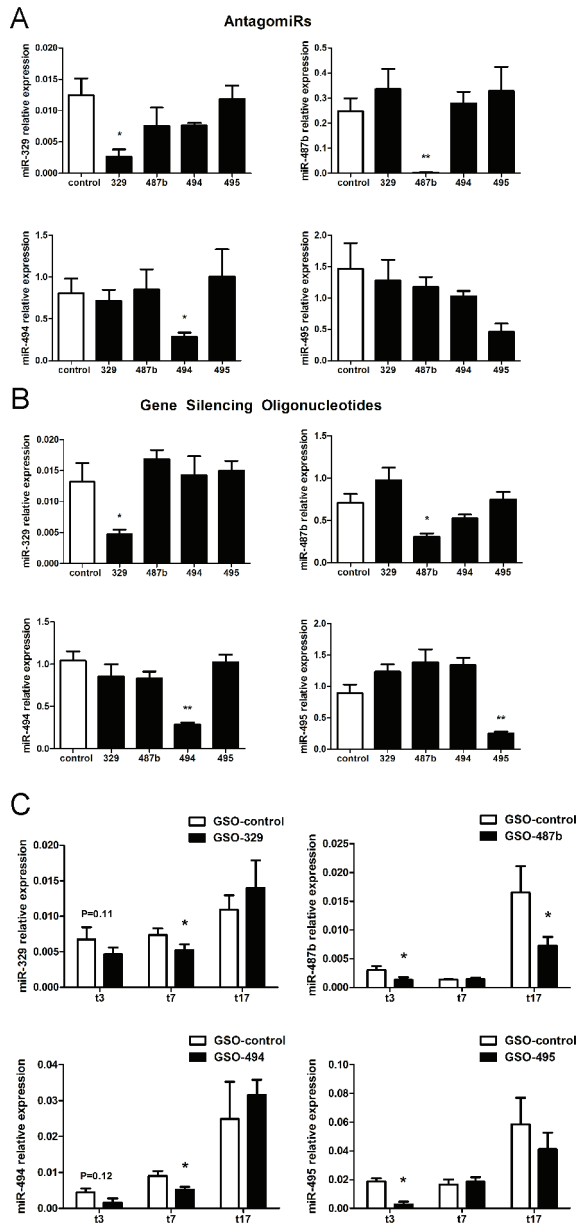 A
AntagomiRs
miR-329 relative expression
0.020
0.015
0.010
0.005
0.000
*
control 329 487b 494 495
miR-487b relative expression
0.5
0.4
0.3
0.2
0.1
0.0
**
control 329 487b 494 495
miR-494 relative expression
1.5
1.0
0.5
0.0
*
control 329 487b 494 495
miR-495 relative expression
2.0
1.5
1.0
0.5
0.0
control 329 487b 494 495
B
Gene Silencing Oligonucleotides
miR-329 relative expression
0.020
0.015
0.010
0.005
0.000
*
control 329 487b 494 495
miR-487b relative expression
1.5
1.0
0.5
0.0
*
control 329 487b 494 495
miR-494 relative expression
1.5
1.0
0.5
0.0
**
control 329 487b 494 495
miR-495 relative expression
2.0
1.5
1.0
0.5
0.0
**
control 329 487b 494 495
C
GSO-control
GSO-329
miR-329 relative expression
0.020
0.015
0.010
0.005
0.000
P=0.11
*
t3 t7 t17
GSO-control
GSO-487b
miR-487b relative expression
0.025
0.020
0.015
0.010
0.005
0.000
*
*
t3 t7 t17
GSO-control
GSO-494
miR-494 relative expression
0.04
0.03
0.02
0.01
0.00
P=0.12
*
t3 t7 t17
GSO-control
GSO-495
miR-495 relative expression
0.10
0.08
0.06
0.04
0.02
0.00
*
t3 t7 t17